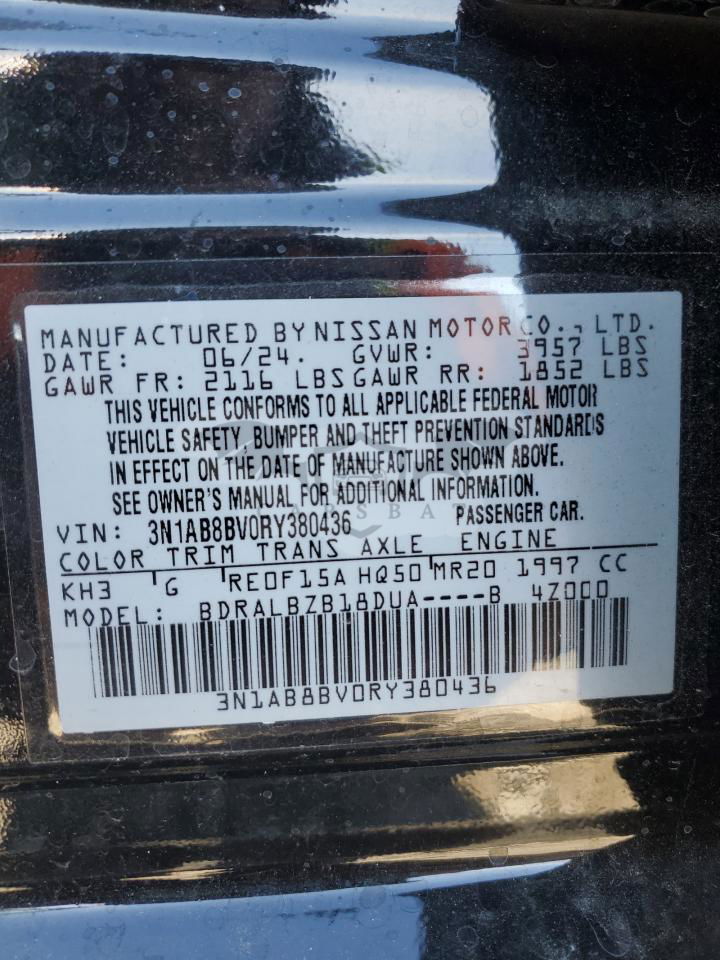 MANUFACTURED BY NISSAN MOTOR CO., LTD.
DATE: 06/24. GVWR: 3957 LBS
GAWR FR: 2116 LBS GAWR RR: 1852 LBS
THIS VEHICLE CONFORMS TO ALL APPLICABLE FEDERAL MOTOR
VEHICLE SAFETY, BUMPER AND THEFT PREVENTION STANDARDS
IN EFFECT ON THE DATE OF MANUFACTURE SHOWN ABOVE.
SEE OWNER'S MANUAL FOR ADDITIONAL INFORMATION.
VIN: 3N1AB8BV0RY380436 PASSENGER CAR.
COLOR TRIM TRANS AXLE ENGINE
KH3 G RE0F15A HQ50 MR20 1997 CC
MODEL: BDRALBZB18DUA----B 4Z000
3N1AB8BV0RY380436